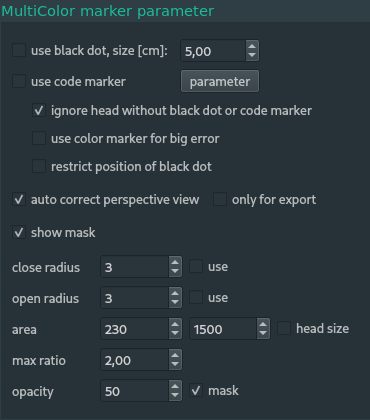 MultiColor marker parameter
use black dot, size [cm]: 5,00
use code marker parameter
ignore head without black dot or code marker
use color marker for big error
restrict position of black dot
auto correct perspective view only for export
show mask
close radius 3 use
open radius 3 use
area 230 1500 head size
max ratio 2,00
opacity 50 mask